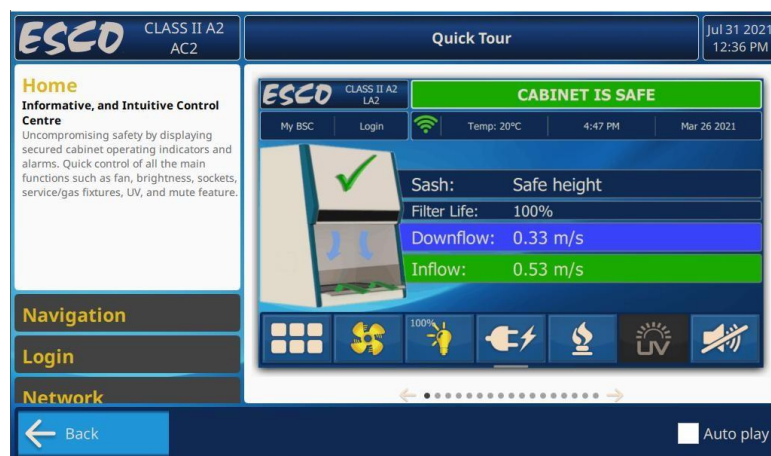 ESCO
CLASS II A2
AC2
Quick Tour
Jul 31 2021
12:36 PM
Home
Informative, and Intuitive Control
Centre
Uncompromising safety by displaying
secured cabinet operating indicators and
alarms. Quick control of all the main
functions such as fan, brightness, sockets,
service/gas fixtures, UV, and mute feature.
Navigation
Login
Network
ESCO
CLASS II A2
LA2
CABINET IS SAFE
My BSC
Login
Temp: 20°C
4:47 PM
Mar 26 2021
Sash: Safe height
Filter Life: 100%
Downflow: 0.33 m/s
Inflow: 0.53 m/s
100%
UV
Back
Auto play